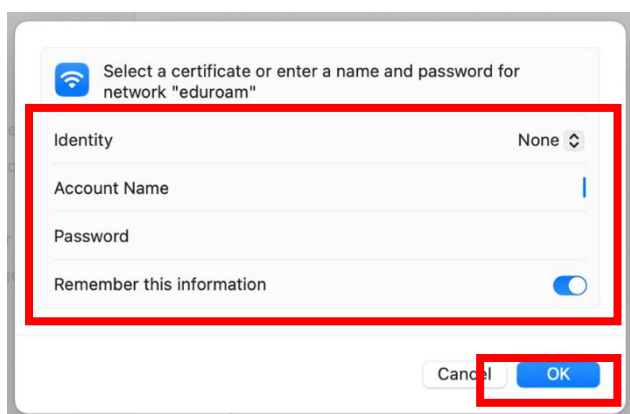 Select a certificate or enter a name and password for
network "eduroam"
Identity None
Account Name
Password
Remember this information
Cancel OK